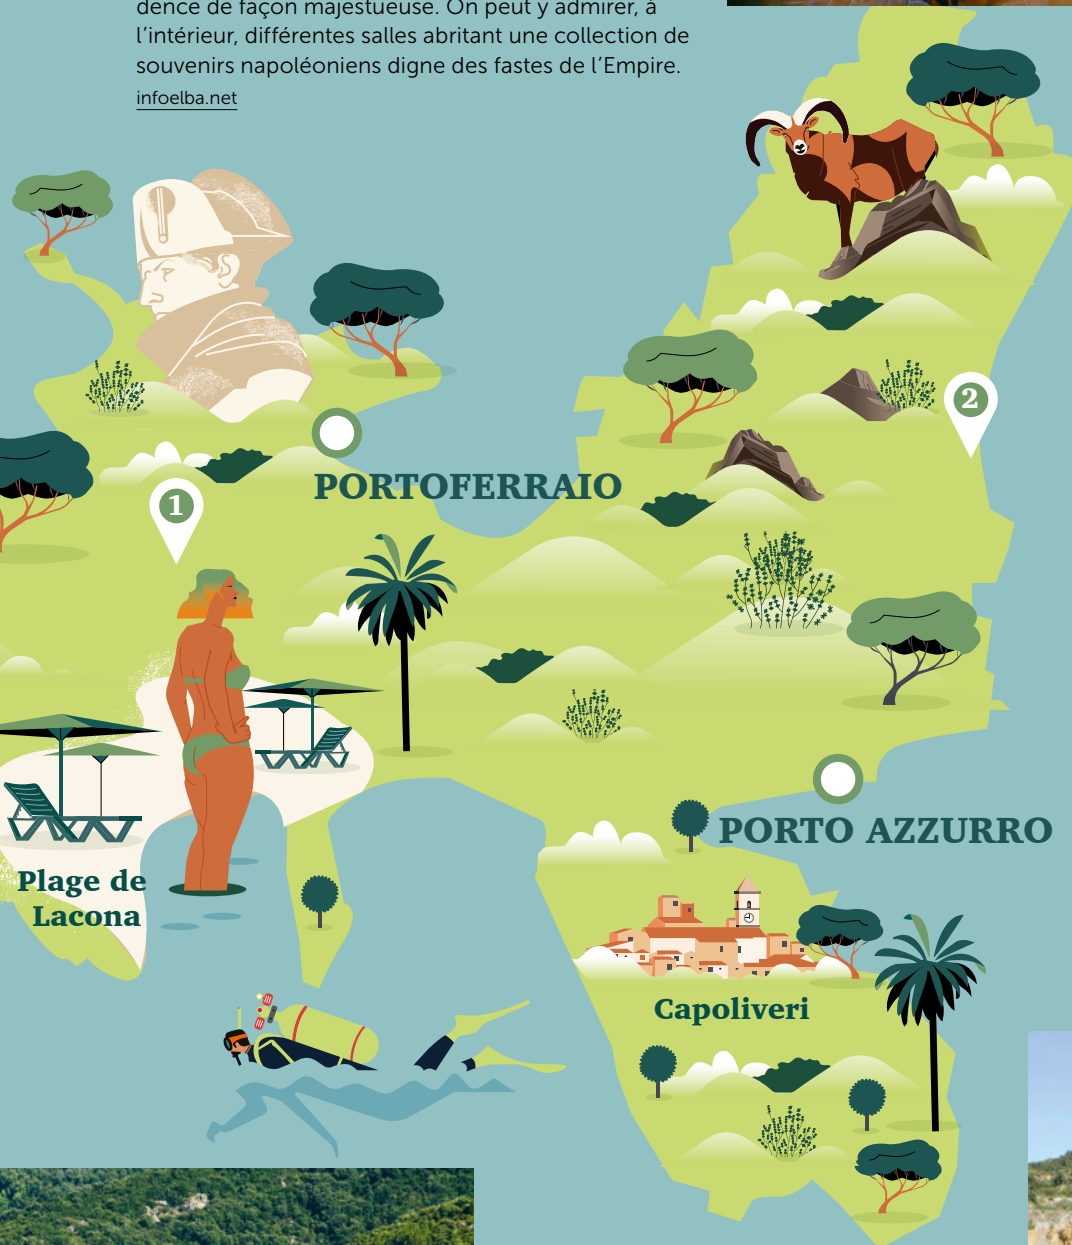 dence de façon majestueuse. On peut y admirer, à
l’intérieur, différentes salles abritant une collection de
souvenirs napoléoniens digne des fastes de l’Empire.
infoelba.net
2
PORTOFERRAIO
1
PORTO AZZURRO
Plage de
Lacona
Capoliveri